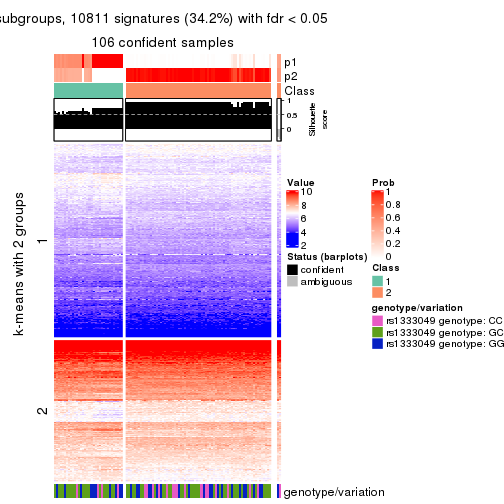 subgroups, 10811 signatures (34.2%) with fdr < 0.05
106 confident samples
p1
p2
Class
1
0.5
0
Silhouette
score
k-means with 2 groups
1
2
Value
10
8
6
4
2
Status (barplots)
confident
ambiguous
Prob
1
0.8
0.6
0.4
0.2
0
Class
1
2
genotype/variation
rs1333049 genotype: CC
rs1333049 genotype: GC
rs1333049 genotype: GG
genotype/variation